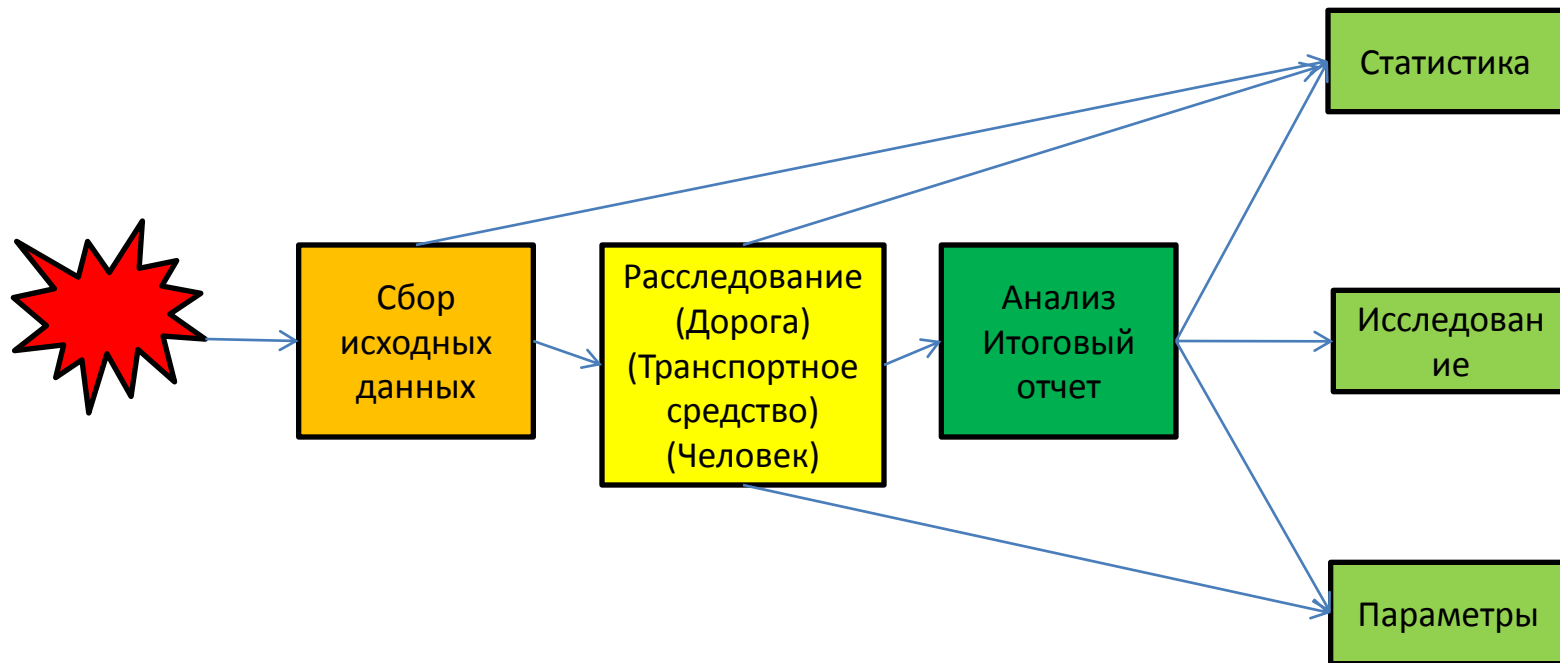 Статистика
Сбор
исходных
данных
Расследование
(Дорога)
(Транспортное
средство)
(Человек)
Анализ
Итоговый
отчет
Исследован
ие
Параметры